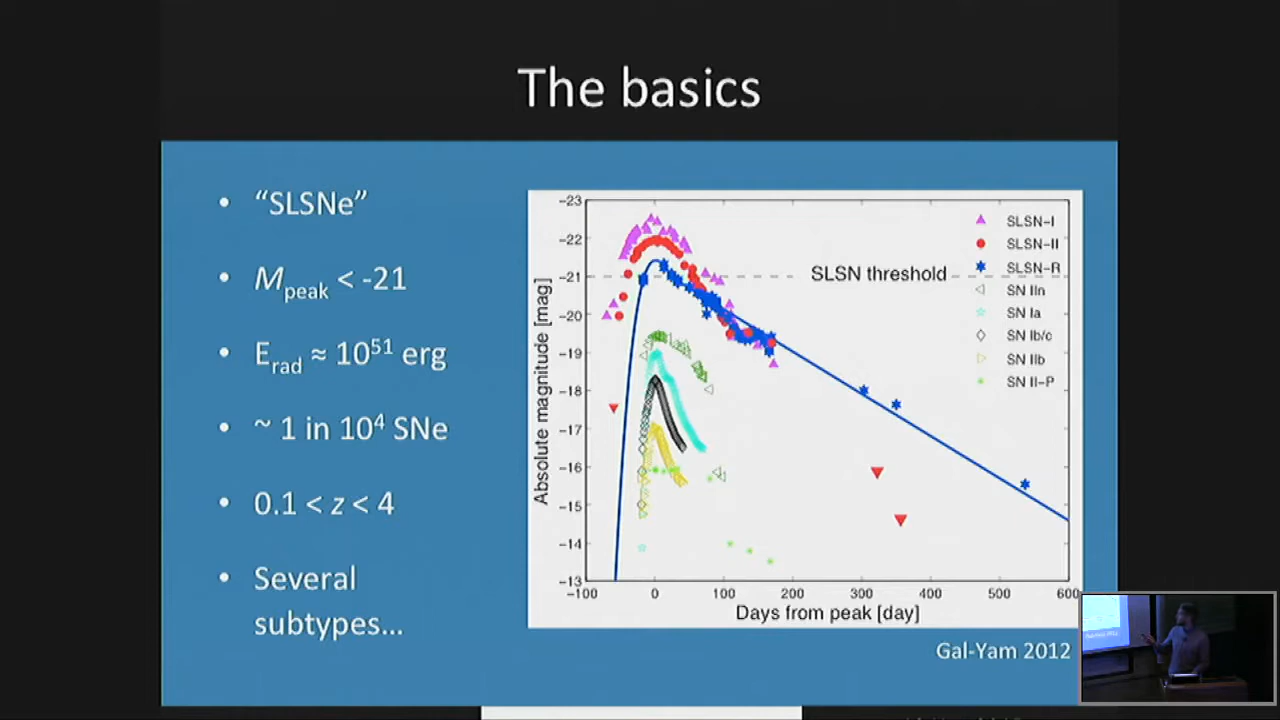 The basics
• “SLSNe”
• Mpeak < -21
• Erad ≈ 10^51 erg
• ~ 1 in 10^4 SNe
• 0.1 < z < 4
• Several
subtypes…
-23
-22
-21
-20
-19
-18
-17
-16
-15
-14
-13
Absolute magnitude [mag]
SLSN threshold
SLSN-I
SLSN-II
SLSN-R
SN IIn
SN Ia
SN Ib/c
SN IIb
SN II-P
-100 0 100 200 300 400 500 600
Days from peak [day]
Gal-Yam 2012